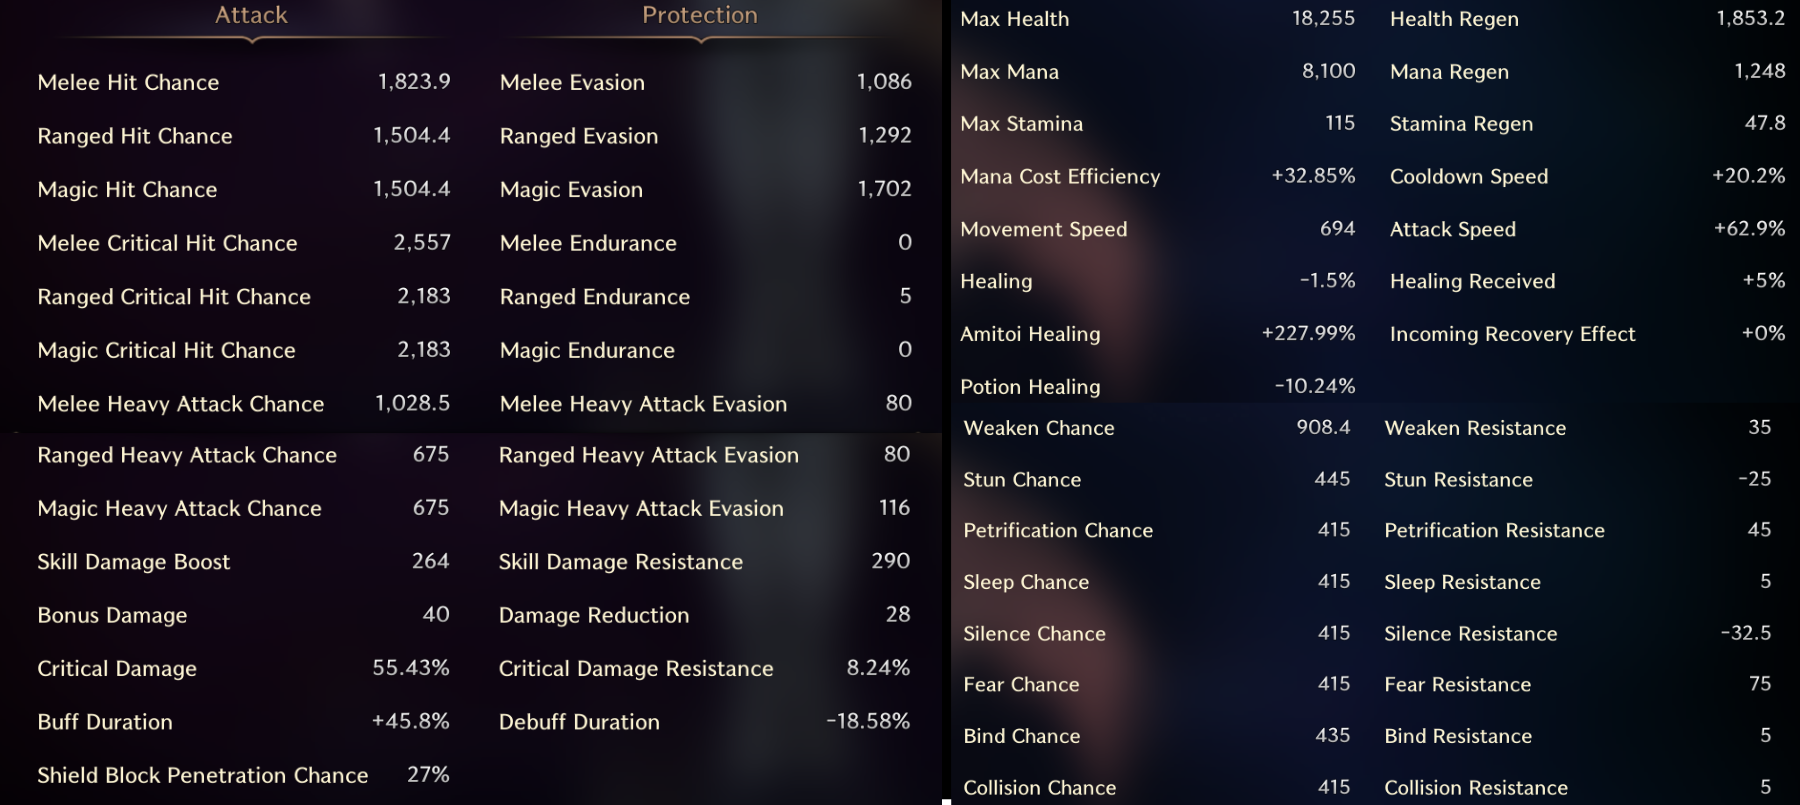 Attack Protection
Melee Hit Chance 1,823.9 Melee Evasion 1,086
Ranged Hit Chance 1,504.4 Ranged Evasion 1,292
Magic Hit Chance 1,504.4 Magic Evasion 1,702
Melee Critical Hit Chance 2,557 Melee Endurance 0
Ranged Critical Hit Chance 2,183 Ranged Endurance 5
Magic Critical Hit Chance 2,183 Magic Endurance 0
Melee Heavy Attack Chance 1,028.5 Melee Heavy Attack Evasion 80
Ranged Heavy Attack Chance 675 Ranged Heavy Attack Evasion 80
Magic Heavy Attack Chance 675 Magic Heavy Attack Evasion 116
Skill Damage Boost 264 Skill Damage Resistance 290
Bonus Damage 40 Damage Reduction 28
Critical Damage 55.43% Critical Damage Resistance 8.24%
Buff Duration +45.8% Debuff Duration -18.58%
Shield Block Penetration Chance 27%
Max Health 18,255 Health Regen 1,853.2
Max Mana 8,100 Mana Regen 1,248
Max Stamina 115 Stamina Regen 47.8
Mana Cost Efficiency +32.85% Cooldown Speed +20.2%
Movement Speed 694 Attack Speed +62.9%
Healing -1.5% Healing Received +5%
Amitoi Healing +227.99% Incoming Recovery Effect +0%
Potion Healing -10.24%
Weaken Chance 908.4 Weaken Resistance 35
Stun Chance 445 Stun Resistance -25
Petrification Chance 415 Petrification Resistance 45
Sleep Chance 415 Sleep Resistance 5
Silence Chance 415 Silence Resistance -32.5
Fear Chance 415 Fear Resistance 75
Bind Chance 435 Bind Resistance 5
Collision Chance 415 Collision Resistance 5